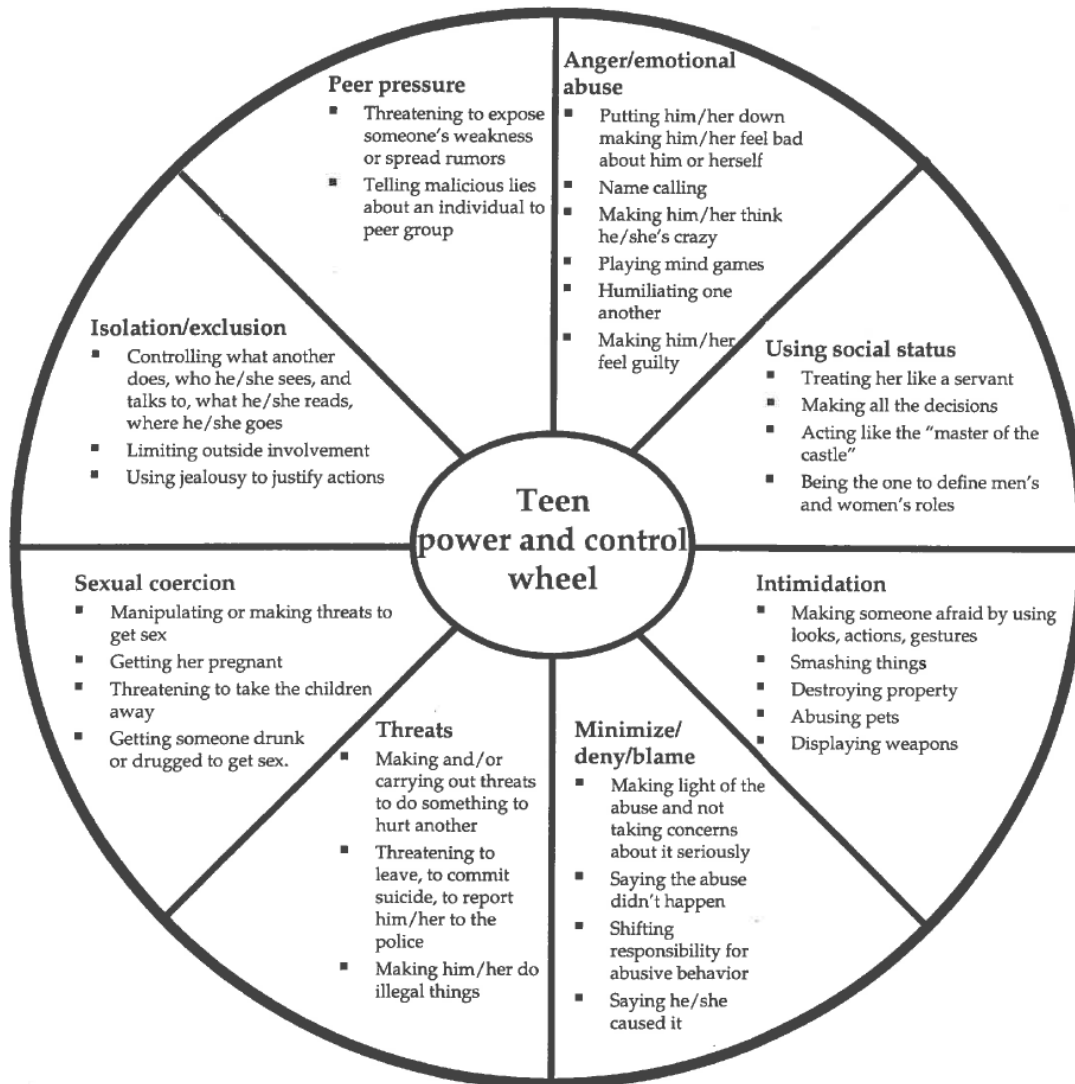 Peer pressure
▪ Threatening to expose
someone's weakness
or spread rumors
▪ Telling malicious lies
about an individual to
peer group
Anger/emotional
abuse
▪ Putting him/her down
making him/her feel bad
about him or herself
▪ Name calling
▪ Making him/her think
he/she's crazy
▪ Playing mind games
▪ Humiliating one
another
▪ Making him/her
feel guilty
Using social status
▪ Treating her like a servant
▪ Making all the decisions
▪ Acting like the "master of the
castle"
▪ Being the one to define men's
and women's roles
Intimidation
▪ Making someone afraid by using
looks, actions, gestures
▪ Smashing things
▪ Destroying property
▪ Abusing pets
▪ Displaying weapons
Minimize/
deny/blame
▪ Making light of the
abuse and not
taking concerns
about it seriously
▪ Saying the abuse
didn't happen
▪ Shifting
responsibility for
abusive behavior
▪ Saying he/she
caused it
Threats
▪ Making and/or
carrying out threats
to do something to
hurt another
▪ Threatening to
leave, to commit
suicide, to report
him/her to the
police
▪ Making him/her do
illegal things
Sexual coercion
▪ Manipulating or making threats to
get sex
▪ Getting her pregnant
▪ Threatening to take the children
away
▪ Getting someone drunk
or drugged to get sex.
Isolation/exclusion
▪ Controlling what another
does, who he/she sees, and
talks to, what he/she reads,
where he/she goes
▪ Limiting outside involvement
▪ Using jealousy to justify actions
Teen
power and control
wheel